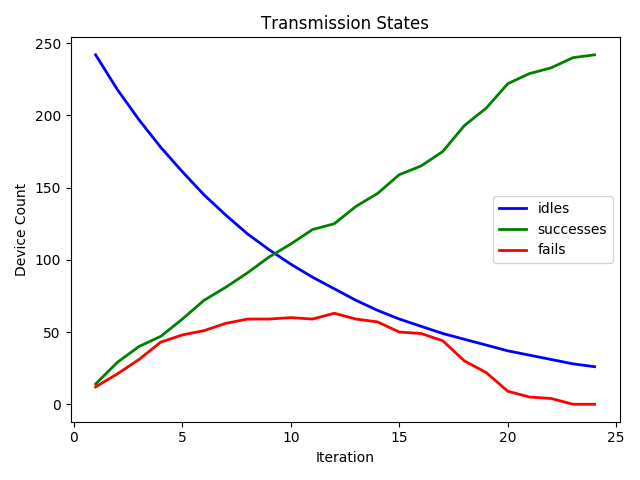 Transmission States
Device Count
250
200
150
100
50
0
idles
successes
fails
0 5 10 15 20 25
Iteration